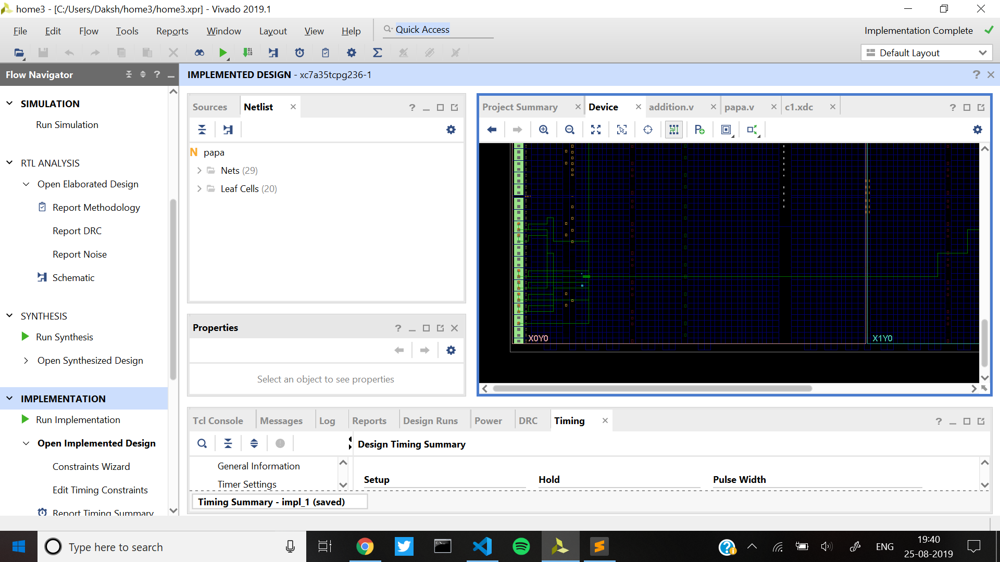 home3 - [C:/Users/Daksh/home3/home3.xpr] - Vivado 2019.1
File Edit Flow Tools Reports Window Layout View Help Quick Access Implementation Complete
Default Layout
Flow Navigator
IMPLEMENTED DESIGN - xc7a35tcpg236-1
SIMULATION
Run Simulation
RTL ANALYSIS
Open Elaborated Design
Report Methodology
Report DRC
Report Noise
Schematic
SYNTHESIS
Run Synthesis
Open Synthesized Design
IMPLEMENTATION
Run Implementation
Open Implemented Design
Constraints Wizard
Edit Timing Constraints
Report Timing Summary
Sources Netlist
N papa
Nets (29)
Leaf Cells (20)
Properties
Select an object to see properties
Project Summary Device addition.v papa.v c1.xdc
X0Y0 X1Y0
Tcl Console Messages Log Reports Design Runs Power DRC Timing
Design Timing Summary
General Information
Timer Settings
Setup Hold Pulse Width
Timing Summary - impl_1 (saved)
Type here to search
ENG
19:40
25-08-2019